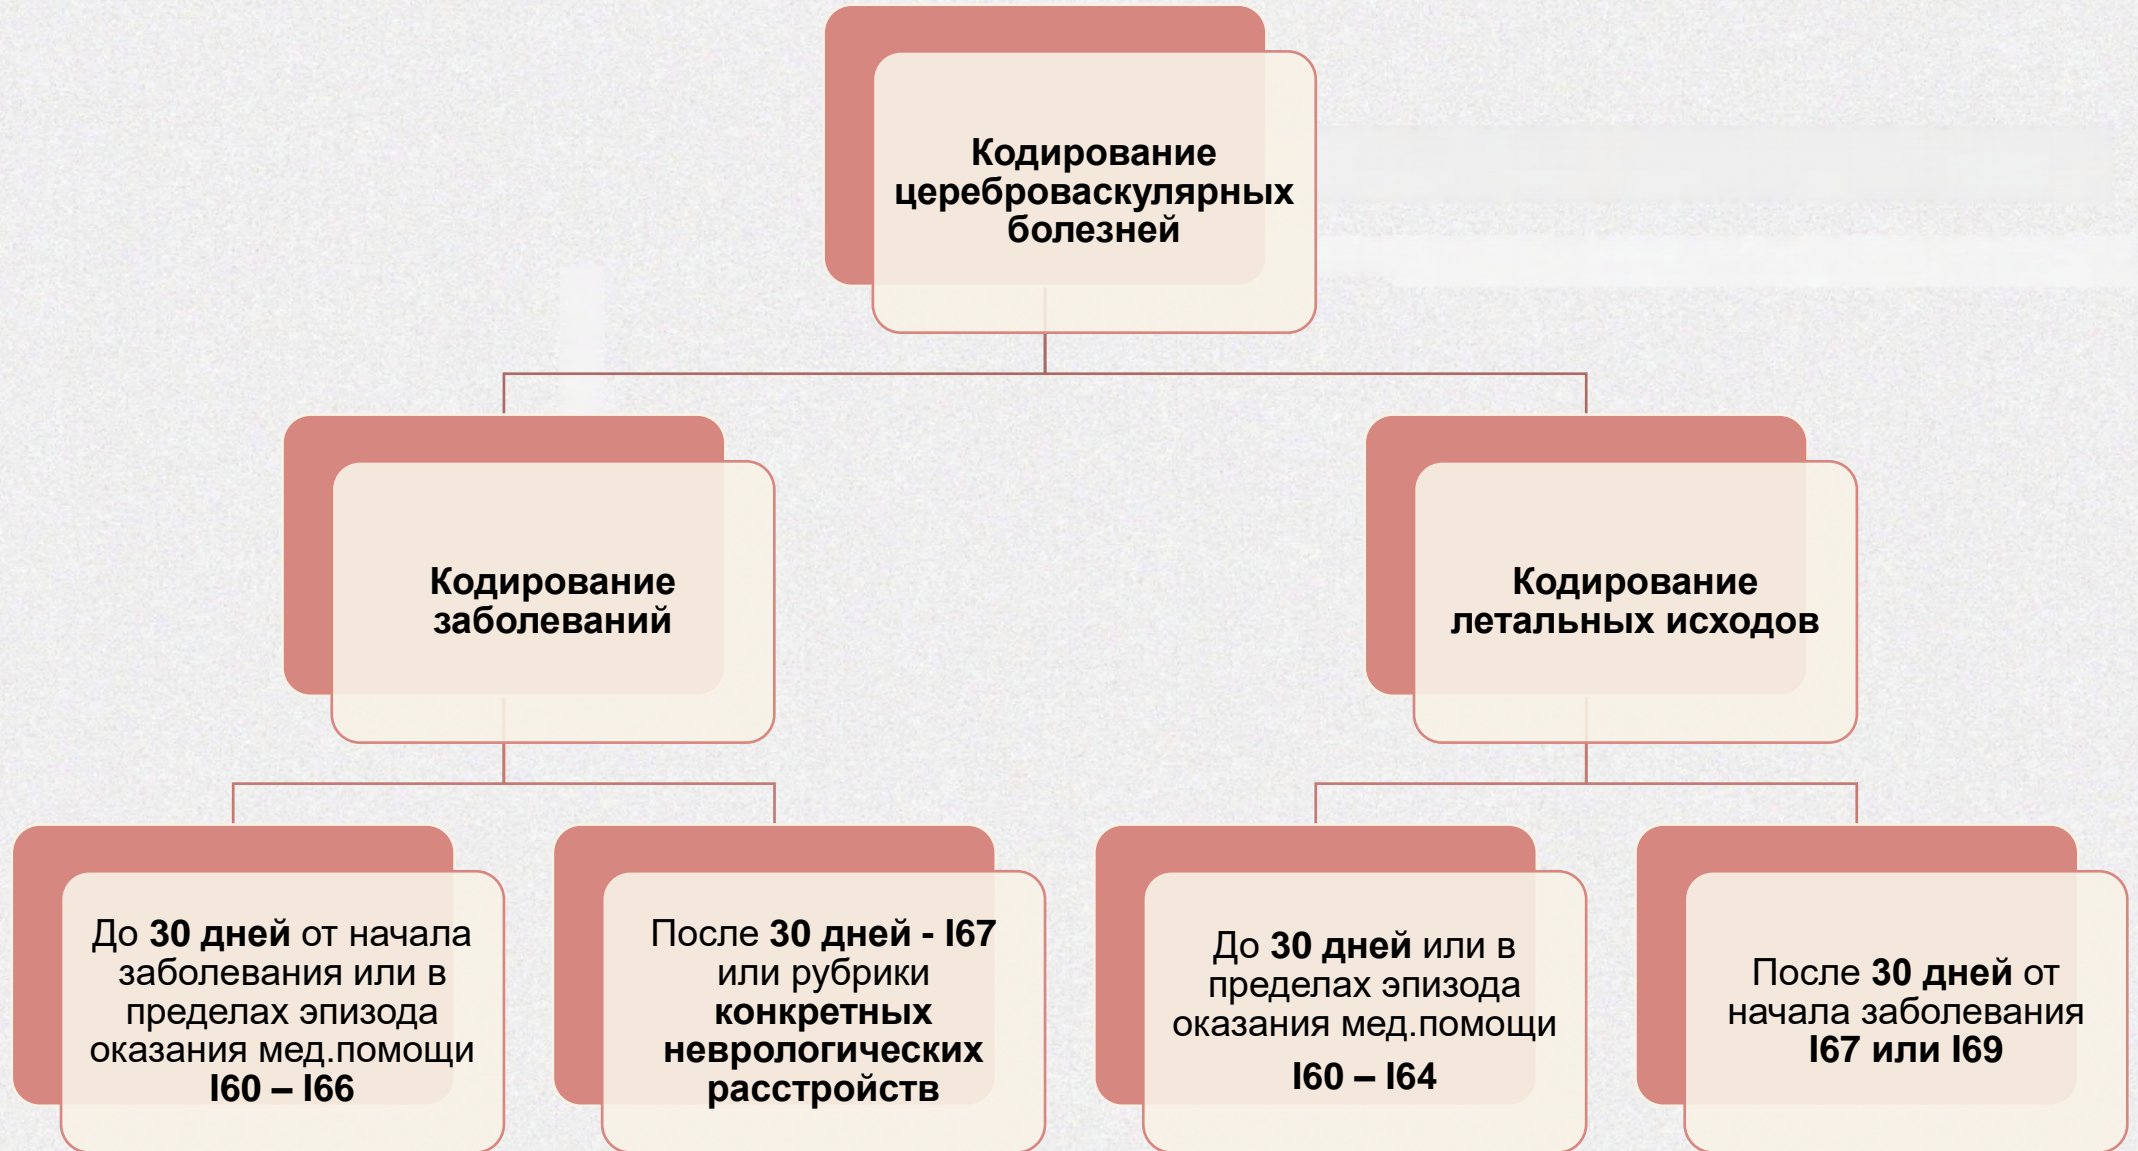 Кодирование
цереброваскулярных
болезней
Кодирование
заболеваний
Кодирование
летальных исходов
До 30 дней от начала
заболевания или в
пределах эпизода
оказания мед.помощи
I60 – I66
После 30 дней - I67
или рубрики
конкретных
неврологических
расстройств
До 30 дней или в
пределах эпизода
оказания мед.помощи
I60 – I64
После 30 дней от
начала заболевания
I67 или I69